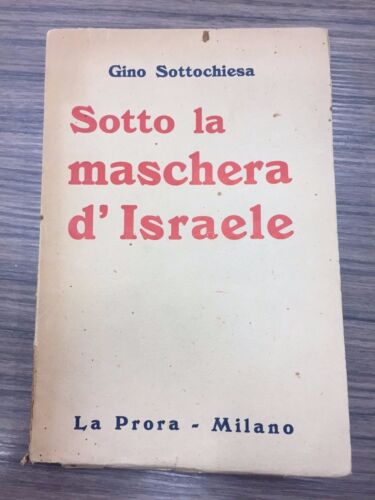 Gino Sottochiesa
Sotto la
maschera
d' Israele
La Prora - Milano